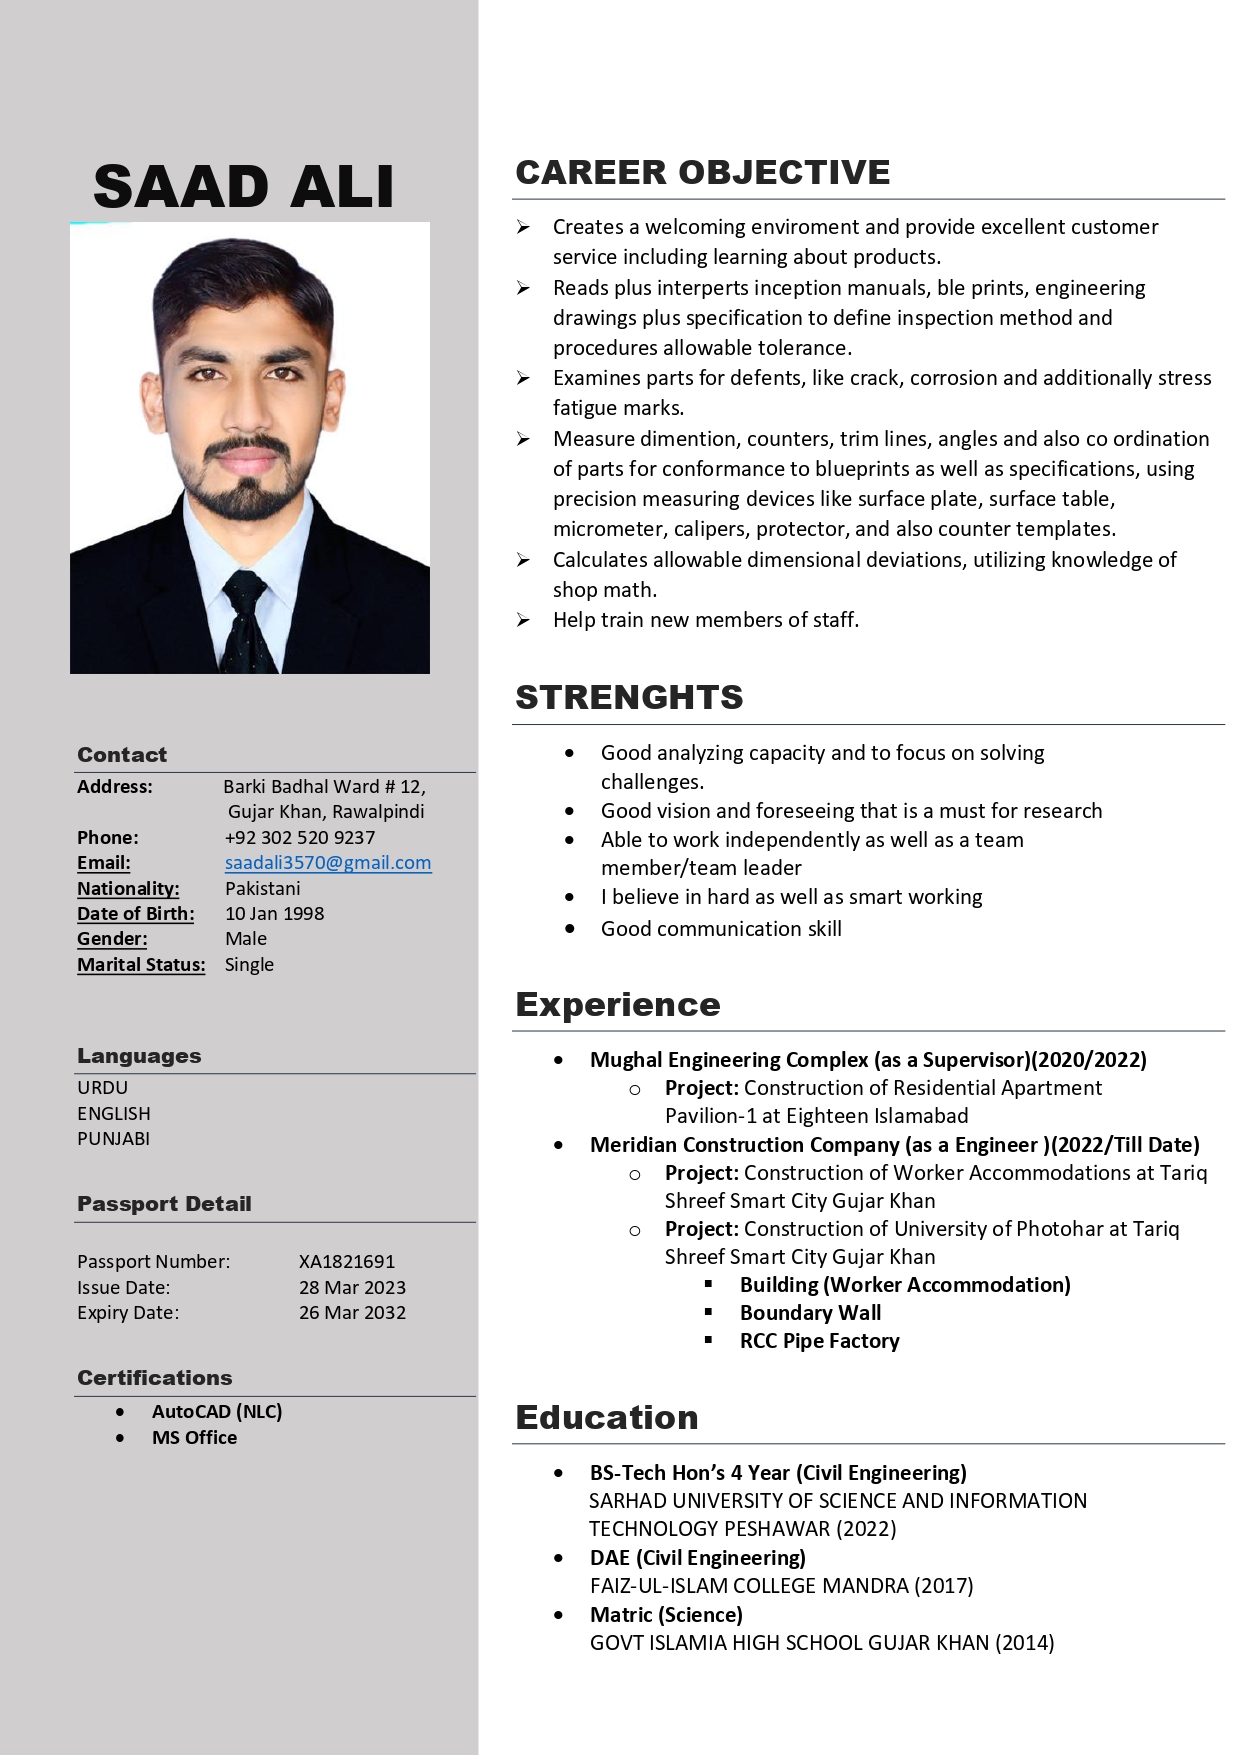 SAAD ALI
Contact
Address: Barki Badhal Ward # 12,
Gujar Khan, Rawalpindi
Phone: +92 302 520 9237
Email: saadali3570@gmail.com
Nationality: Pakistani
Date of Birth: 10 Jan 1998
Gender: Male
Marital Status: Single
Languages
URDU
ENGLISH
PUNJABI
Passport Detail
Passport Number: XA1821691
Issue Date: 28 Mar 2023
Expiry Date: 26 Mar 2032
Certifications
• AutoCAD (NLC)
• MS Office
CAREER OBJECTIVE
➢ Creates a welcoming enviroment and provide excellent customer
service including learning about products.
➢ Reads plus interperts inception manuals, ble prints, engineering
drawings plus specification to define inspection method and
procedures allowable tolerance.
➢ Examines parts for defents, like crack, corrosion and additionally stress
fatigue marks.
➢ Measure dimention, counters, trim lines, angles and also co ordination
of parts for conformance to blueprints as well as specifications, using
precision measuring devices like surface plate, surface table,
micrometer, calipers, protector, and also counter templates.
➢ Calculates allowable dimensional deviations, utilizing knowledge of
shop math.
➢ Help train new members of staff.
STRENGHTS
• Good analyzing capacity and to focus on solving
challenges.
• Good vision and foreseeing that is a must for research
• Able to work independently as well as a team
member/team leader
• I believe in hard as well as smart working
• Good communication skill
Experience
• Mughal Engineering Complex (as a Supervisor)(2020/2022)
o Project: Construction of Residential Apartment
Pavilion-1 at Eighteen Islamabad
• Meridian Construction Company (as a Engineer )(2022/Till Date)
o Project: Construction of Worker Accommodations at Tariq
Shreef Smart City Gujar Khan
o Project: Construction of University of Photohar at Tariq
Shreef Smart City Gujar Khan
▪ Building (Worker Accommodation)
▪ Boundary Wall
▪ RCC Pipe Factory
Education
• BS-Tech Hon’s 4 Year (Civil Engineering)
SARHAD UNIVERSITY OF SCIENCE AND INFORMATION
TECHNOLOGY PESHAWAR (2022)
• DAE (Civil Engineering)
FAIZ-UL-ISLAM COLLEGE MANDRA (2017)
• Matric (Science)
GOVT ISLAMIA HIGH SCHOOL GUJAR KHAN (2014)